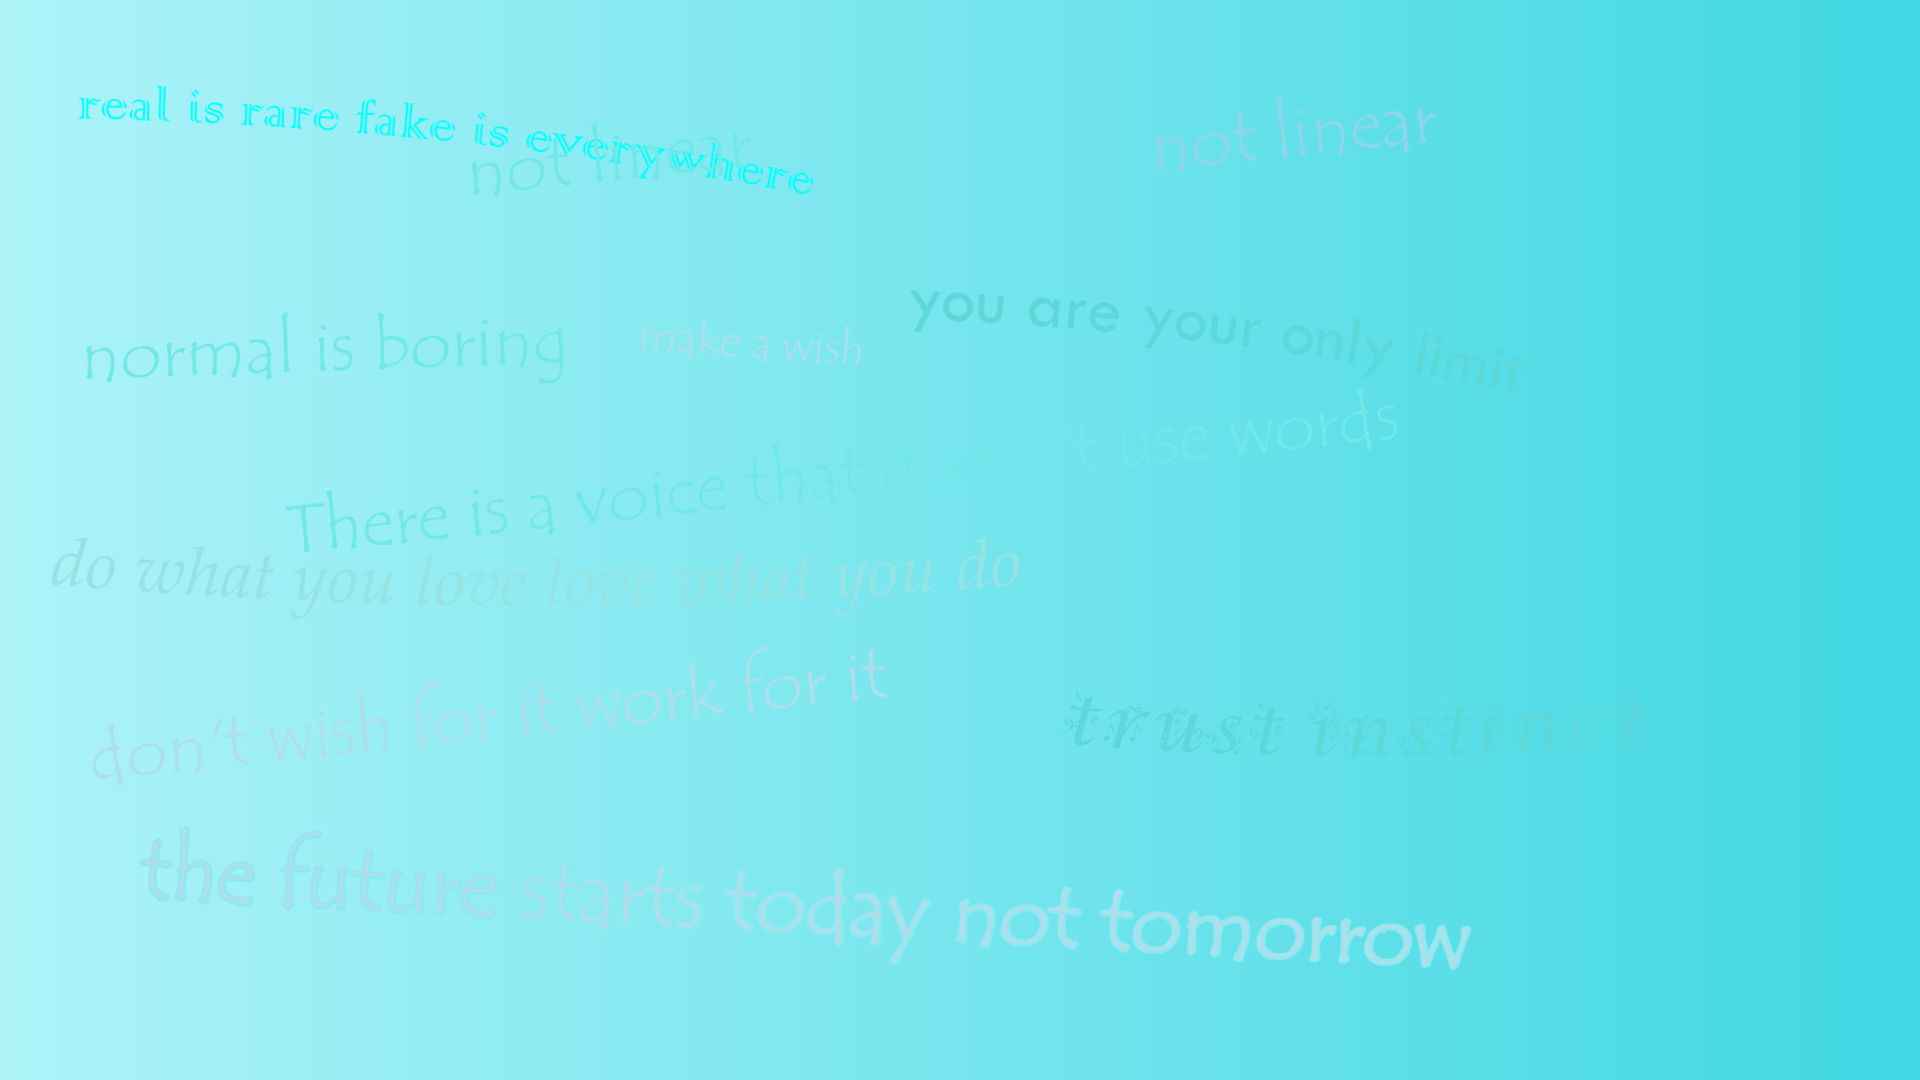 real is rare fake is everywhere
not linear
not linear
normal is boring
make a wish
you are your only limit
There is a voice that doesn't use words
do what you love love what you do
don't wish for it work for it
trust instinct
the future starts today not tomorrow